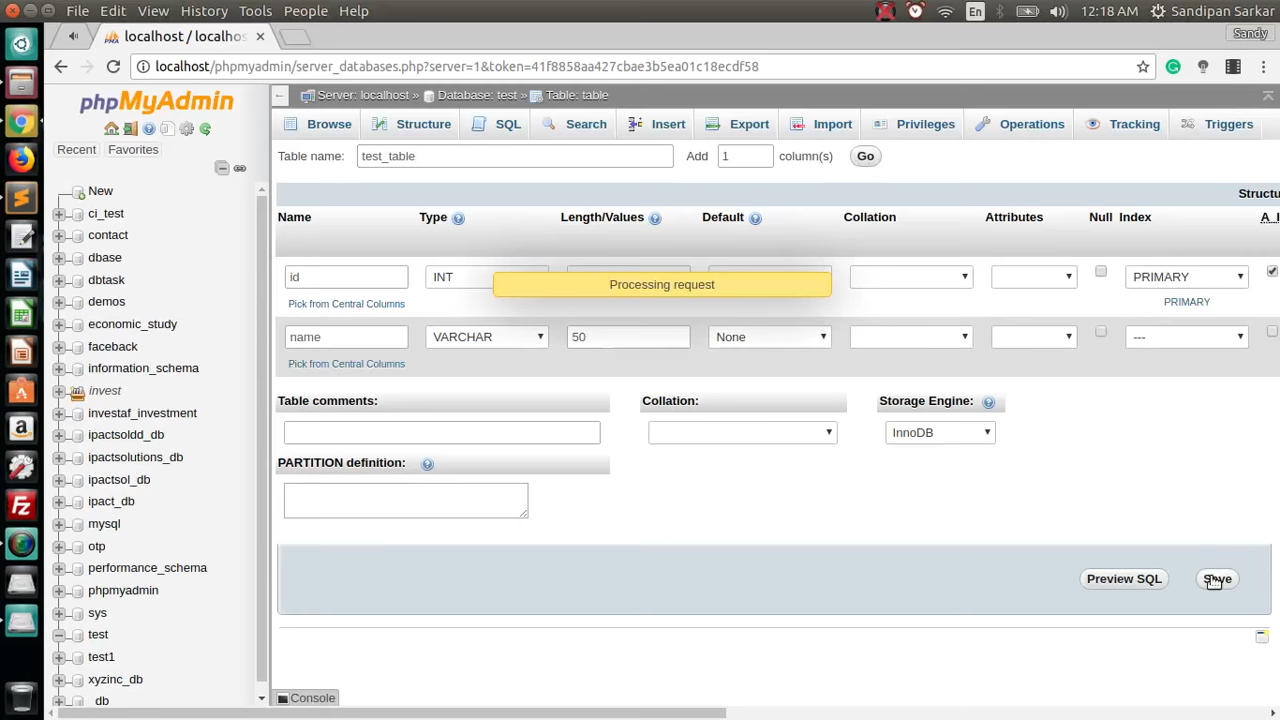 File Edit View History Tools People Help En 12:18 AM Sandipan Sarkar
localhost / localhos Sandy
localhost/phpmyadmin/server_databases.php?server=1&token=41f8858aa427cbae3b5ea01c18ecdf58
phpMyAdmin
Recent Favorites
New
ci_test
contact
dbase
dbtask
demos
economic_study
faceback
information_schema
invest
investaf_investment
ipactsoldd_db
ipactsolutions_db
ipactsol_db
ipact_db
mysql
otp
performance_schema
phpmyadmin
sys
test
test1
xyzinc_db
_db
Server: localhost » Database: test » Table: table
Browse Structure SQL Search Insert Export Import Privileges Operations Tracking Triggers
Table name: test_table Add 1 column(s) Go
Structu
Name Type Length/Values Default Collation Attributes Null Index A_I
id INT PRIMARY
Processing request
Pick from Central Columns PRIMARY
name VARCHAR 50 None ---
Pick from Central Columns
Table comments: Collation: Storage Engine:
InnoDB
PARTITION definition:
Preview SQL Save
Console